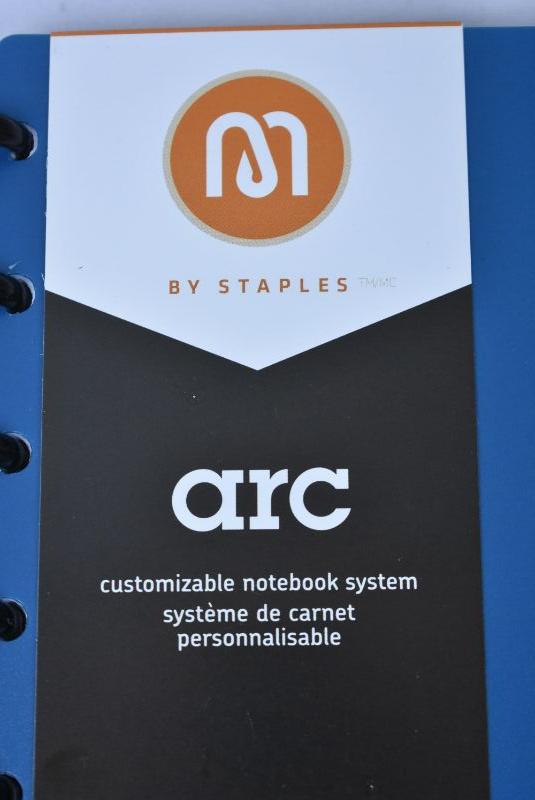 BY STAPLES TM/MC
arc
customizable notebook system
système de carnet
personnalisable